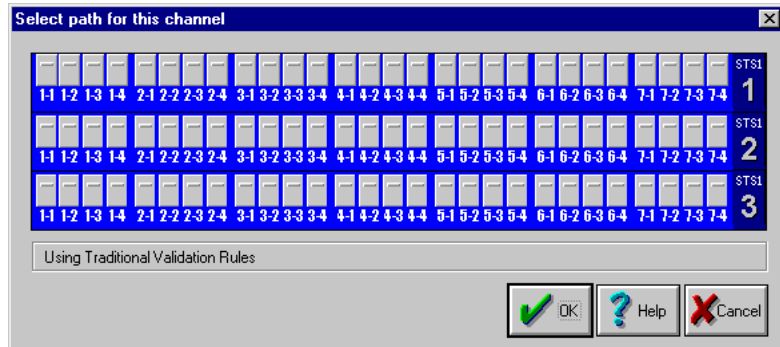 Select path for this channel
STS1
1-1 1-2 1-3 1-4 2-1 2-2 2-3 2-4 3-1 3-2 3-3 3-4 4-1 4-2 4-3 4-4 5-1 5-2 5-3 5-4 6-1 6-2 6-3 6-4 7-1 7-2 7-3 7-4 1
STS1
1-1 1-2 1-3 1-4 2-1 2-2 2-3 2-4 3-1 3-2 3-3 3-4 4-1 4-2 4-3 4-4 5-1 5-2 5-3 5-4 6-1 6-2 6-3 6-4 7-1 7-2 7-3 7-4 2
STS1
1-1 1-2 1-3 1-4 2-1 2-2 2-3 2-4 3-1 3-2 3-3 3-4 4-1 4-2 4-3 4-4 5-1 5-2 5-3 5-4 6-1 6-2 6-3 6-4 7-1 7-2 7-3 7-4 3
Using Traditional Validation Rules
OK Help Cancel